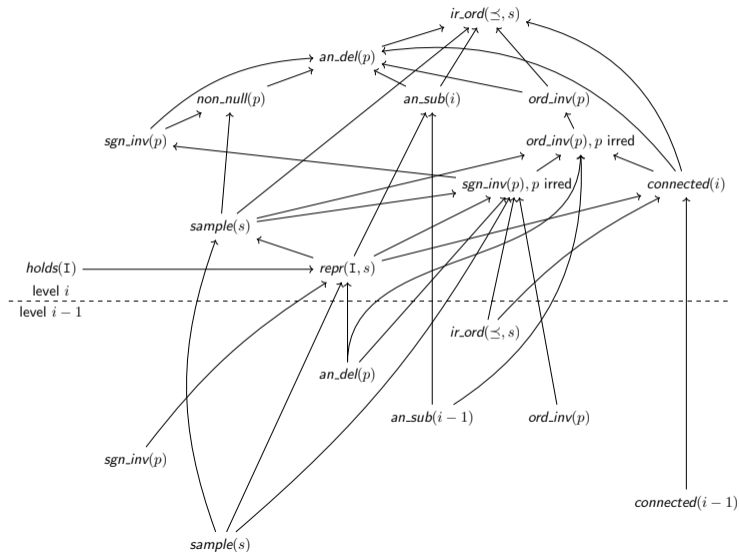 ir_ord(⪯, s)
an_del(p)
non_null(p) an_sub(i) ord_inv(p)
sgn_inv(p) ord_inv(p), p irred
sgn_inv(p), p irred connected(i)
sample(s)
holds(I) repr(I, s)
level i
level i − 1
ir_ord(⪯, s)
an_del(p)
an_sub(i − 1) ord_inv(p)
sgn_inv(p)
connected(i − 1)
sample(s)